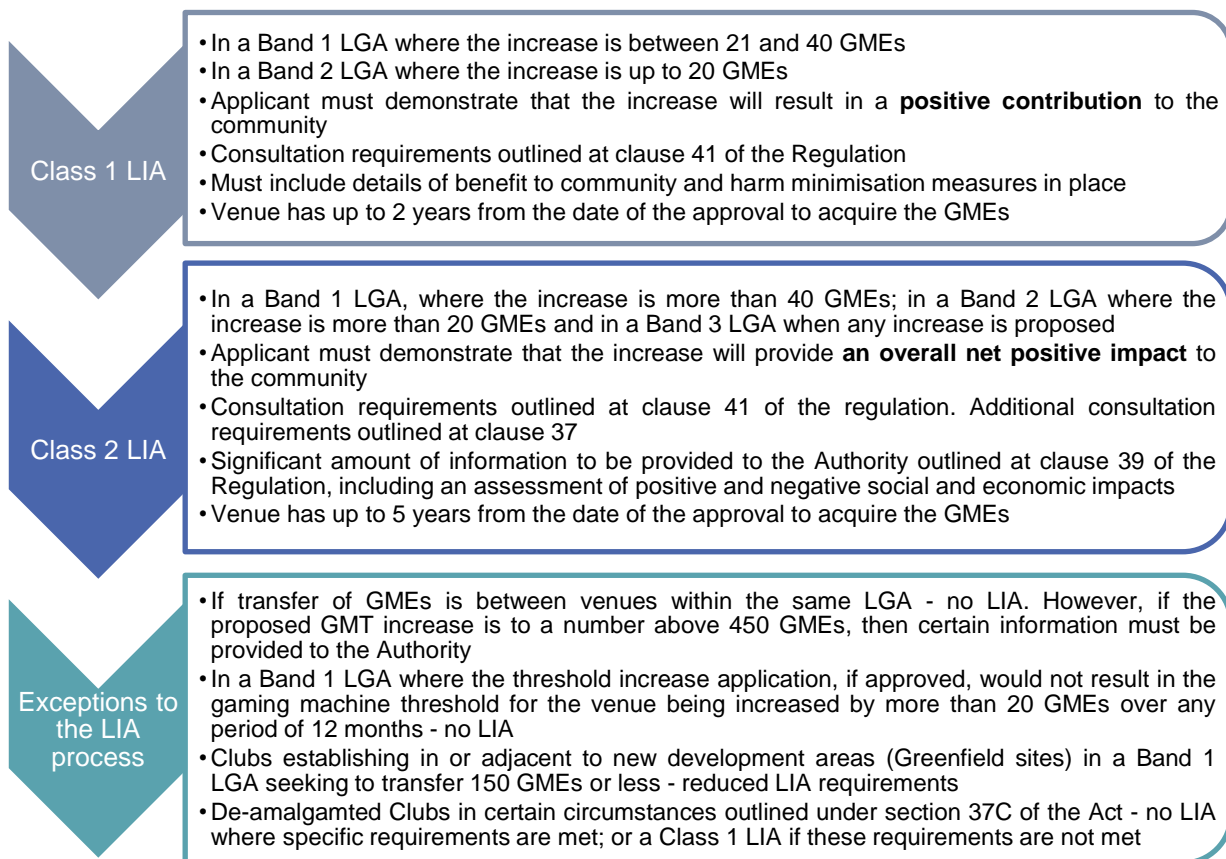 Class 1 LIA
• In a Band 1 LGA where the increase is between 21 and 40 GMEs
• In a Band 2 LGA where the increase is up to 20 GMEs
• Applicant must demonstrate that the increase will result in a positive contribution to the
community
• Consultation requirements outlined at clause 41 of the Regulation
• Must include details of benefit to community and harm minimisation measures in place
• Venue has up to 2 years from the date of the approval to acquire the GMEs
Class 2 LIA
• In a Band 1 LGA, where the increase is more than 40 GMEs; in a Band 2 LGA where the
increase is more than 20 GMEs and in a Band 3 LGA when any increase is proposed
• Applicant must demonstrate that the increase will provide an overall net positive impact to
the community
• Consultation requirements outlined at clause 41 of the regulation. Additional consultation
requirements outlined at clause 37
• Significant amount of information to be provided to the Authority outlined at clause 39 of the
Regulation, including an assessment of positive and negative social and economic impacts
• Venue has up to 5 years from the date of the approval to acquire the GMEs
Exceptions to
the LIA
process
• If transfer of GMEs is between venues within the same LGA - no LIA. However, if the
proposed GMT increase is to a number above 450 GMEs, then certain information must be
provided to the Authority
• In a Band 1 LGA where the threshold increase application, if approved, would not result in the
gaming machine threshold for the venue being increased by more than 20 GMEs over any
period of 12 months - no LIA
• Clubs establishing in or adjacent to new development areas (Greenfield sites) in a Band 1
LGA seeking to transfer 150 GMEs or less - reduced LIA requirements
• De-amalgamted Clubs in certain circumstances outlined under section 37C of the Act - no LIA
where specific requirements are met; or a Class 1 LIA if these requirements are not met